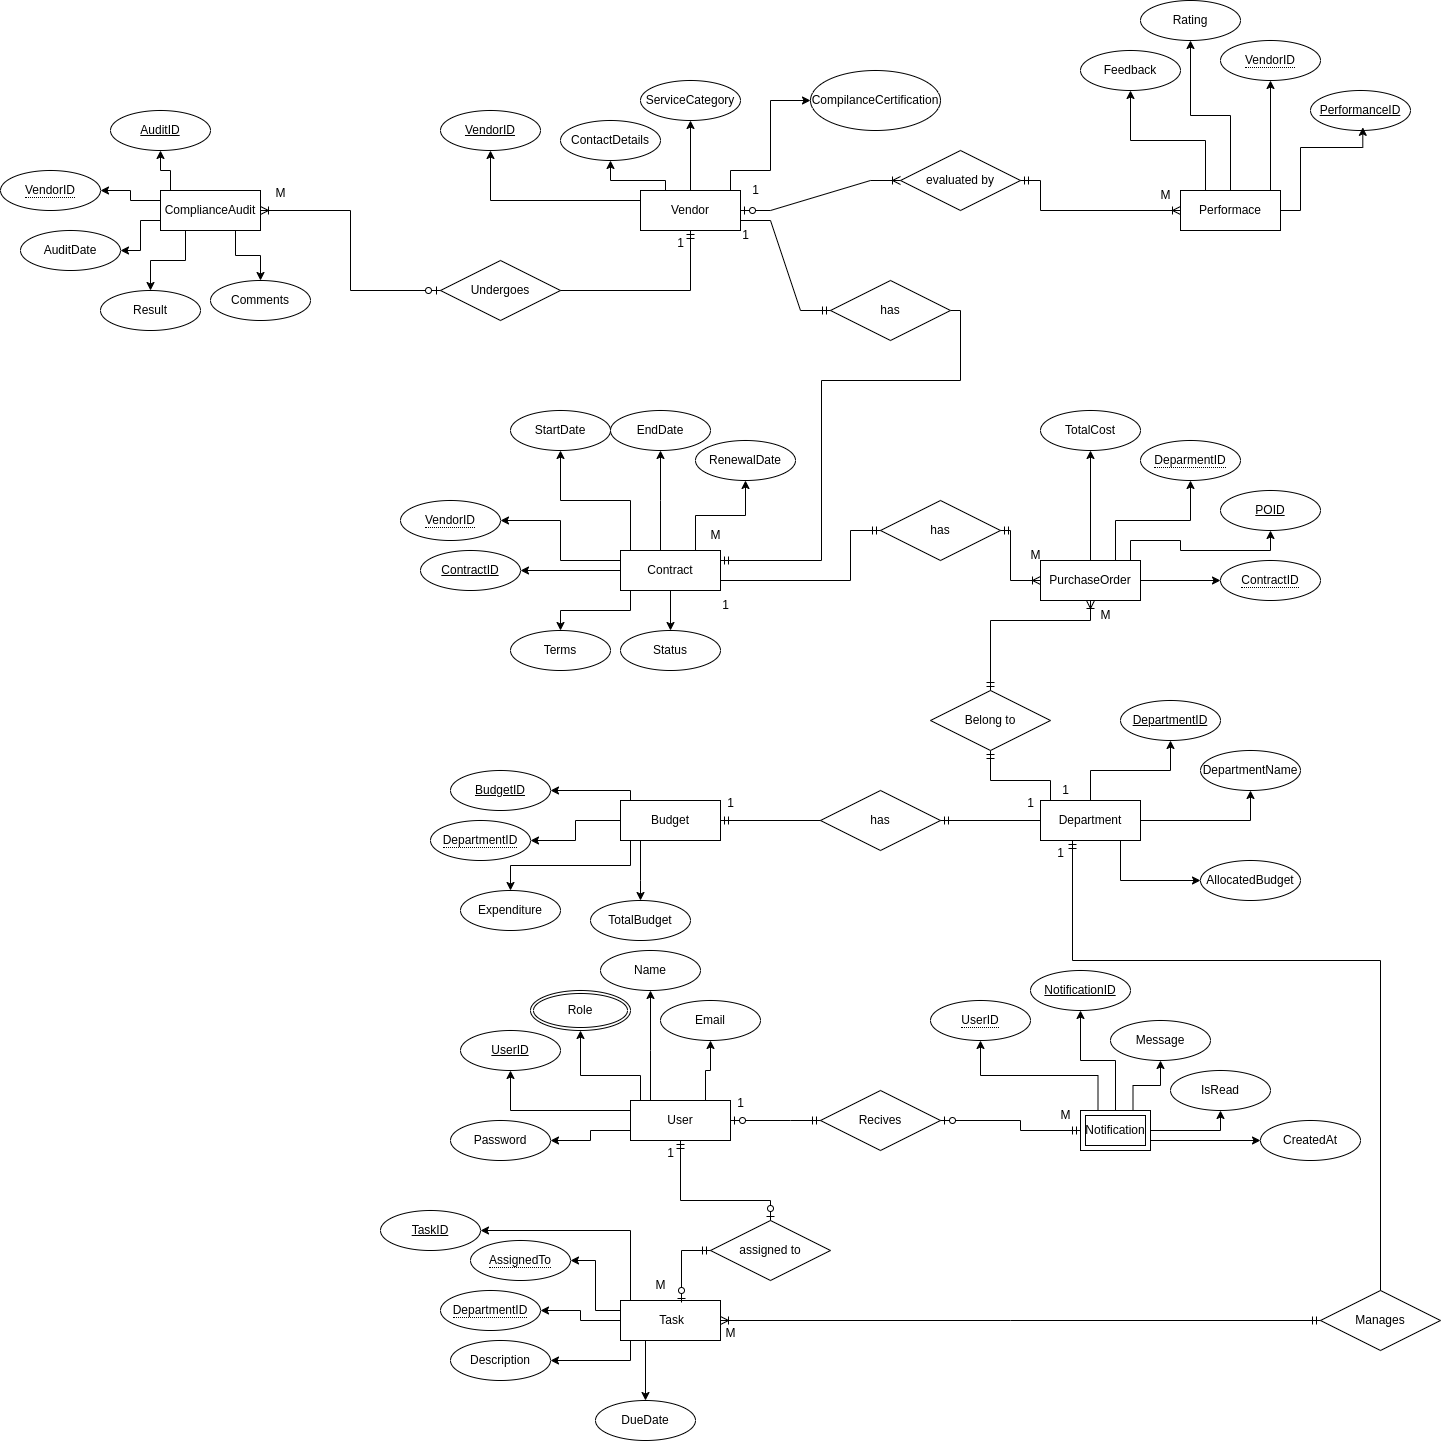 Rating
Feedback
VendorID
PerformanceID
ServiceCategory
CompilanceCertification
VendorID
ContactDetails
AuditID
VendorID
ComplianceAudit
M
Vendor
1
evaluated by
M
Performace
AuditDate
1
1
Result
Comments
Undergoes
has
StartDate
EndDate
RenewalDate
TotalCost
DeparmentID
VendorID
POID
M
has
M
ContractID
Contract
PurchaseOrder
ContractID
1
M
Terms
Status
Belong to
DepartmentID
DepartmentName
BudgetID
1
1
1
DepartmentID
Budget
has
Department
1
AllocatedBudget
Expenditure
TotalBudget
Name
Role
Email
UserID
NotificationID
UserID
Message
IsRead
1
M
Password
User
Recives
Notification
CreatedAt
1
TaskID
AssignedTo
assigned to
M
DepartmentID
Task
M
Manages
Description
DueDate